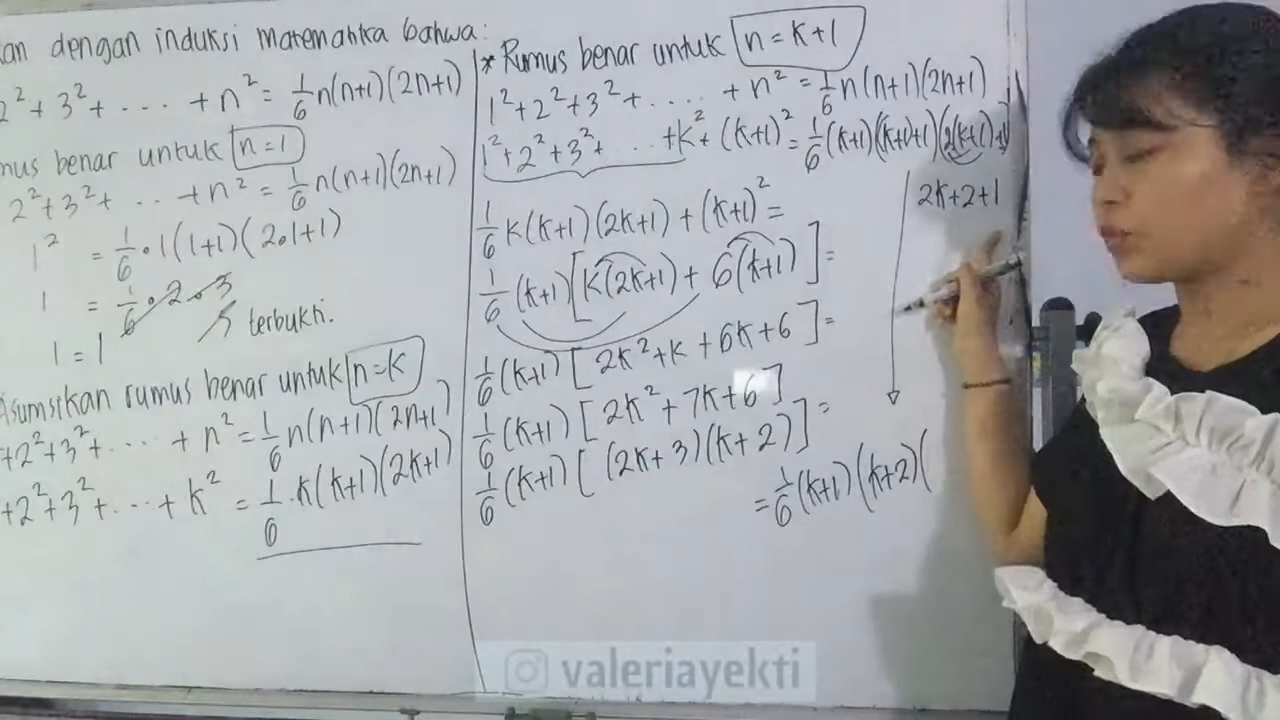 an dengan induksi matematika bahwa:
2² + 3² + .... + n² = 1/6 n(n+1)(2n+1)
mus benar untuk n = 1
2² + 3² + .. + n² = 1/6 n(n+1)(2n+1)
1² = 1/6 . 1(1+1)(2.1+1)
1 = 1/6 . 2 . 3
1 = 1 terbukti.
Asumsikan rumus benar untuk n = k
+2² + 3² + .... + n² = 1/6 n(n+1)(2n+1)
+2² + 3² + ... + k² = 1/6 . k(k+1)(2k+1)
* Rumus benar untuk n = k+1
1² + 2² + 3² + .... + n² = 1/6 n(n+1)(2n+1)
1² + 2² + 3² + ... + k² + (k+1)² = 1/6 (k+1)((k+1)+1)(2(k+1)+1)
2k+2+1
1/6 k(k+1)(2k+1) + (k+1)² =
1/6 (k+1)[k(2k+1) + 6(k+1)] =
1/6 (k+1) [2k² + k + 6k + 6] =
1/6 (k+1) [2k² + 7k + 6] =
1/6 (k+1) [(2k+3)(k+2)]
= 1/6 (k+1)(k+2)(
valeriayekti